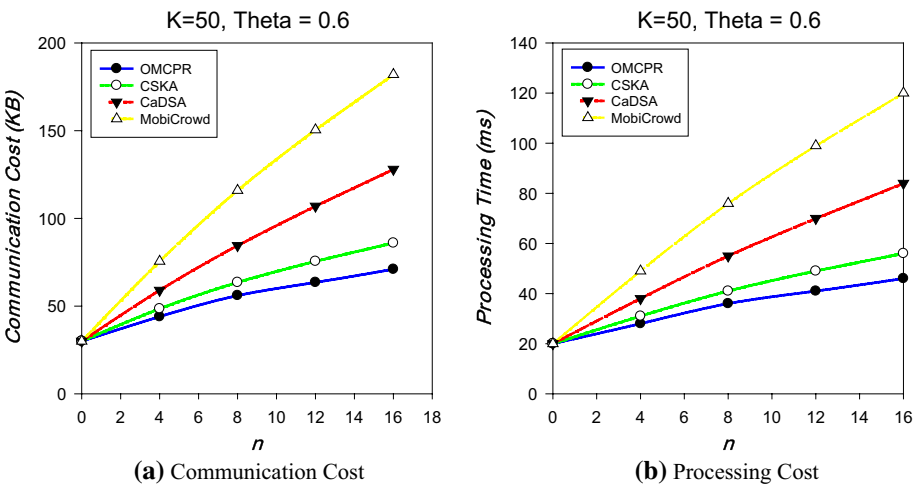 K=50, Theta = 0.6
Communication Cost (KB)
200
150
100
50
0
OMCPR
CSKA
CaDSA
MobiCrowd
0 2 4 6 8 10 12 14 16 18
n
(a) Communication Cost
K=50, Theta = 0.6
Processing Time (ms)
140
120
100
80
60
40
20
0
OMCPR
CSKA
CaDSA
MobiCrowd
0 2 4 6 8 10 12 14 16
n
(b) Processing Cost